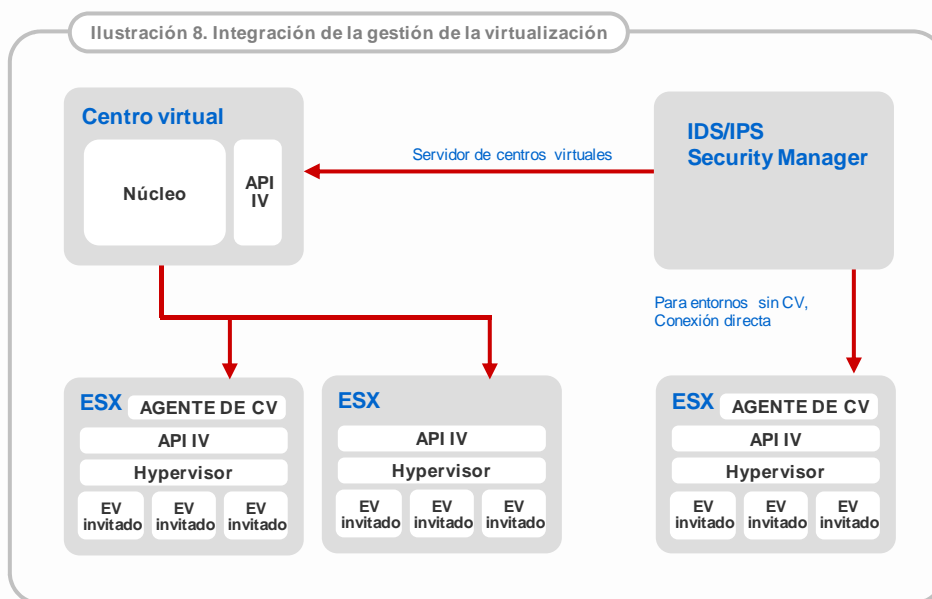 Ilustración 8. Integración de la gestión de la virtualización
Centro virtual
Núcleo
API
IV
Servidor de centros virtuales
IDS/IPS
Security Manager
Para entornos sin CV,
Conexión directa
ESX
AGENTE DE CV
API IV
Hypervisor
EV
invitado
EV
invitado
EV
invitado
ESX
API IV
Hypervisor
EV
invitado
EV
invitado
EV
invitado
ESX
AGENTE DE CV
API IV
Hypervisor
EV
invitado
EV
invitado
EV
invitado